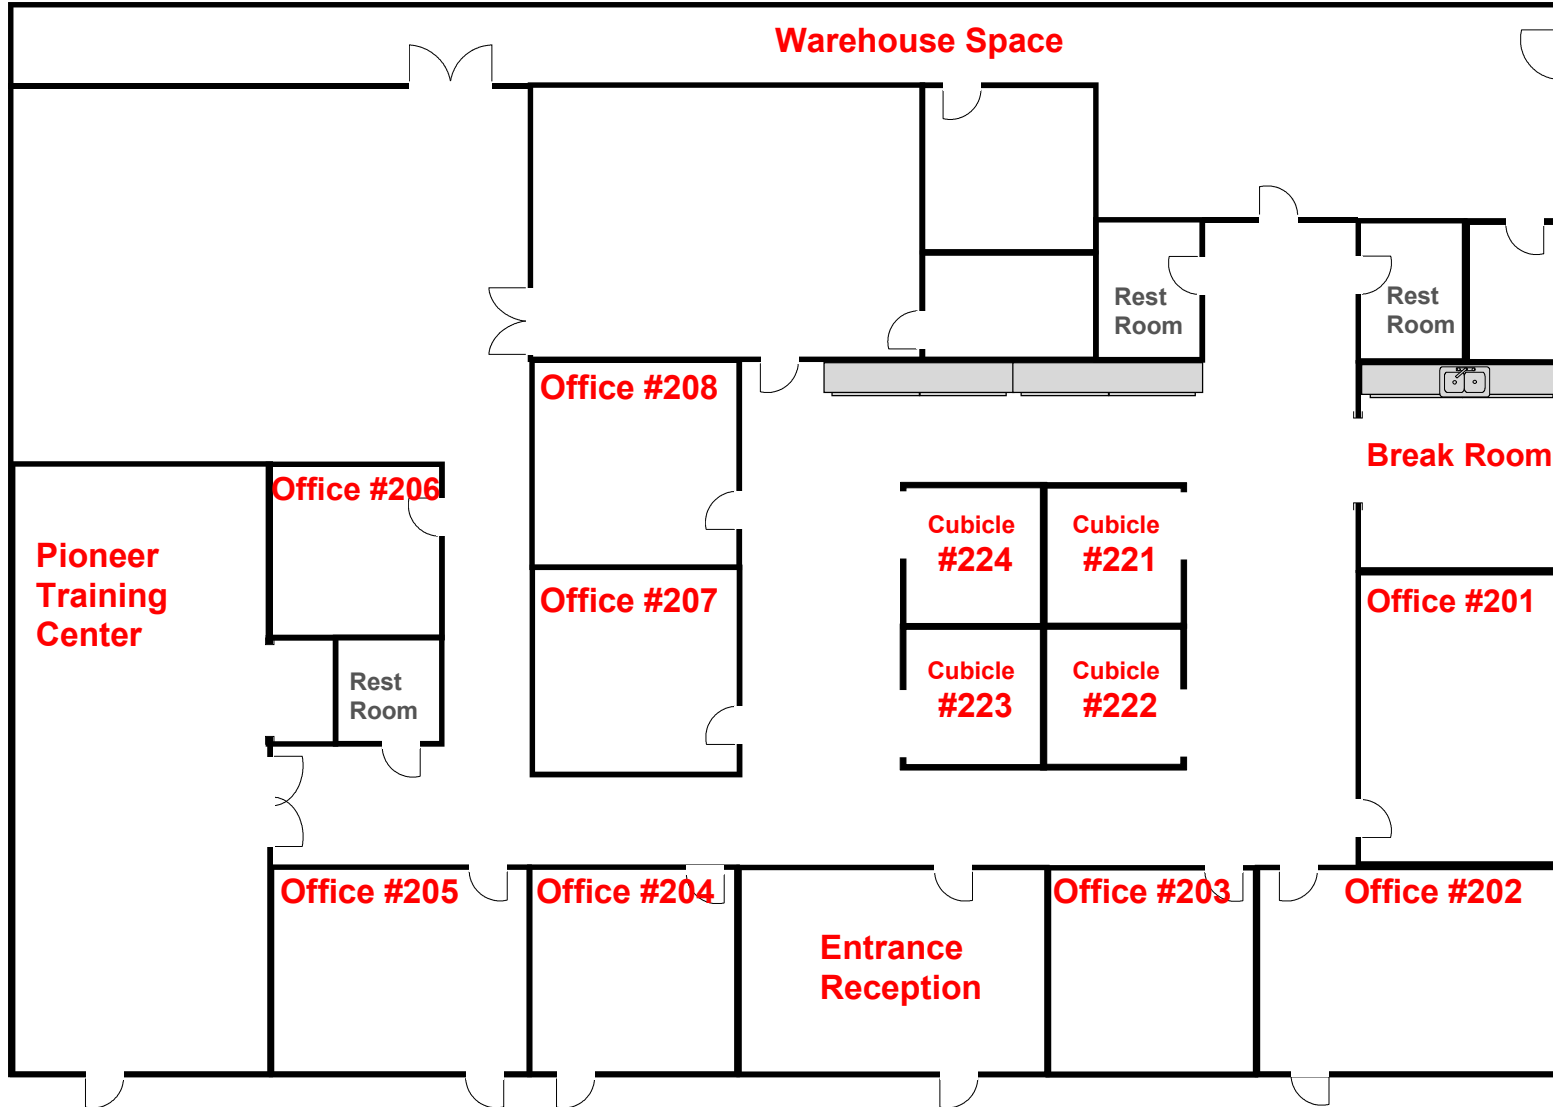 Warehouse Space
Rest
Room
Rest
Room
Office #208
Break Room
Office #206
Cubicle
#224
Cubicle
#221
Pioneer
Training
Center
Office #207
Office #201
Rest
Room
Cubicle
#223
Cubicle
#222
Office #205
Office #204
Entrance
Reception
Office #203
Office #202